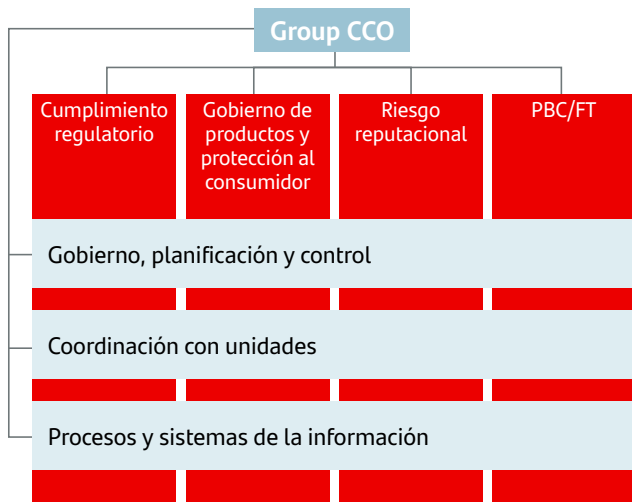 Group CCO
Cumplimiento
regulatorio
Gobierno de
productos y
protección al
consumidor
Riesgo
reputacional
PBC/FT
Gobierno, planificación y control
Coordinación con unidades
Procesos y sistemas de la información